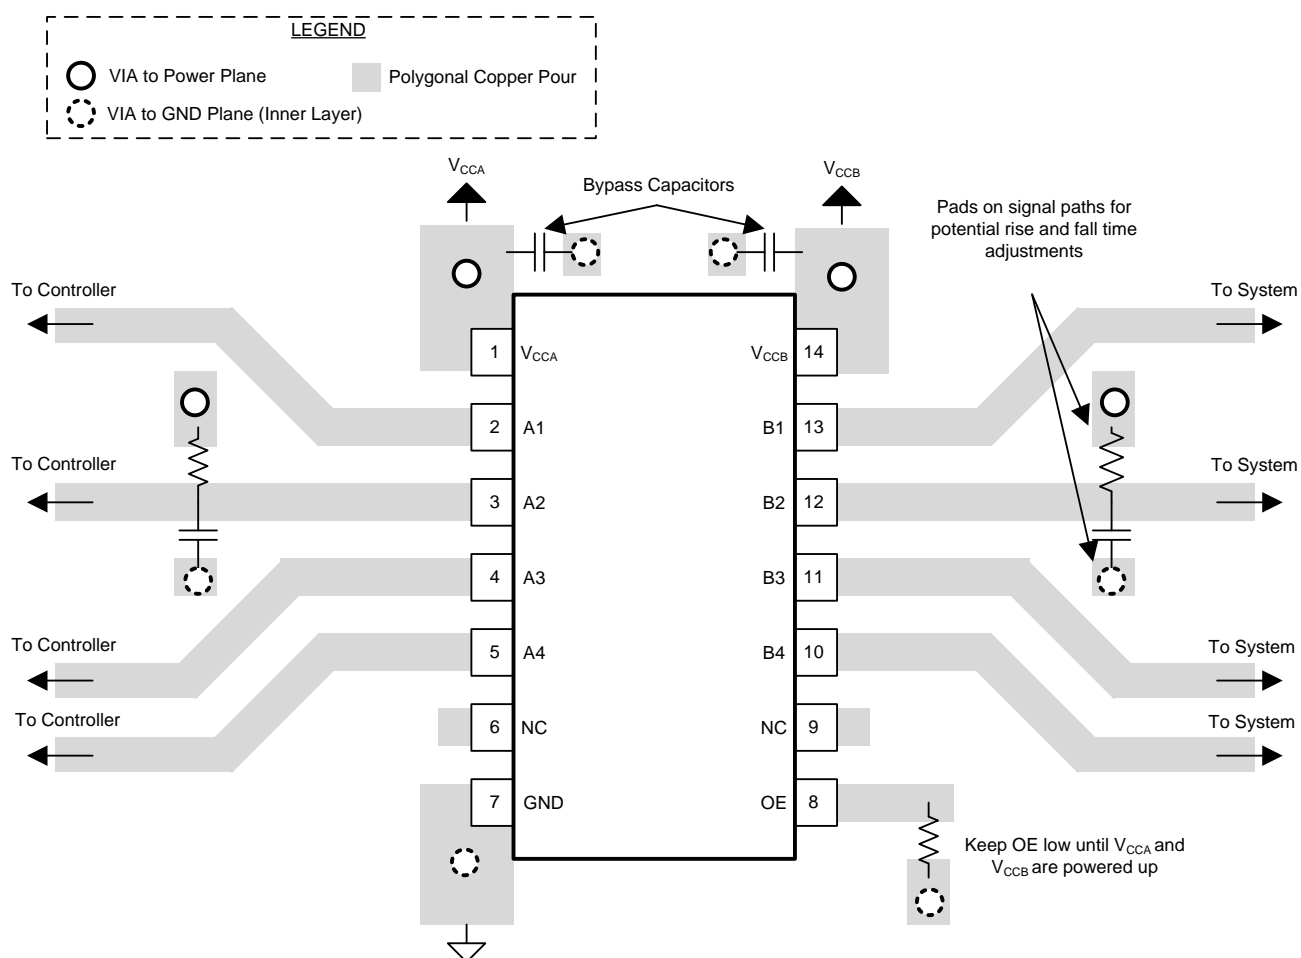 LEGEND
VIA to Power Plane
Polygonal Copper Pour
VIA to GND Plane (Inner Layer)
VCCA
Bypass Capacitors
VCCB
Pads on signal paths for
potential rise and fall time
adjustments
To Controller
To System
1
VCCA
VCCB
14
2
A1
B1
13
To Controller
To System
3
A2
B2
12
4
A3
B3
11
To Controller
To System
5
A4
B4
10
To Controller
To System
6
NC
NC
9
7
GND
OE
8
Keep OE low until VCCA and
VCCB are powered up